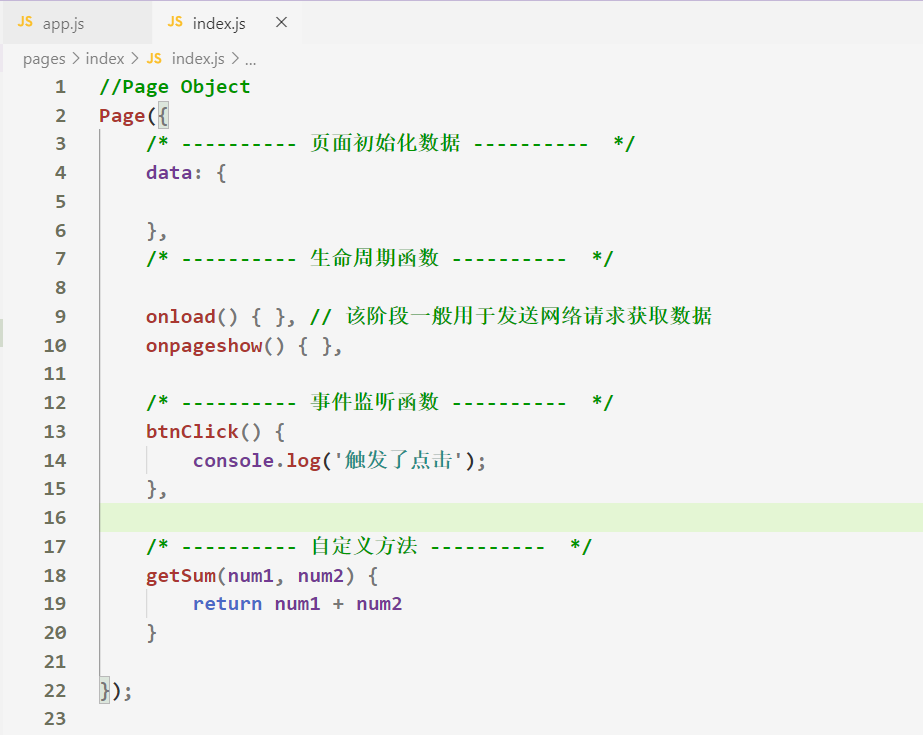 JS app.js JS index.js ×
pages > index > JS index.js > ...
1 //Page Object
2 Page({
3 /* ---------- 页面初始化数据 ---------- */
4 data: {
5
6 },
7 /* ---------- 生命周期函数 ---------- */
8
9 onload() { }, // 该阶段一般用于发送网络请求获取数据
10 onpageshow() { },
11
12 /* ---------- 事件监听函数 ---------- */
13 btnClick() {
14 console.log('触发了点击');
15 },
16
17 /* ---------- 自定义方法 ---------- */
18 getSum(num1, num2) {
19 return num1 + num2
20 }
21
22 });
23